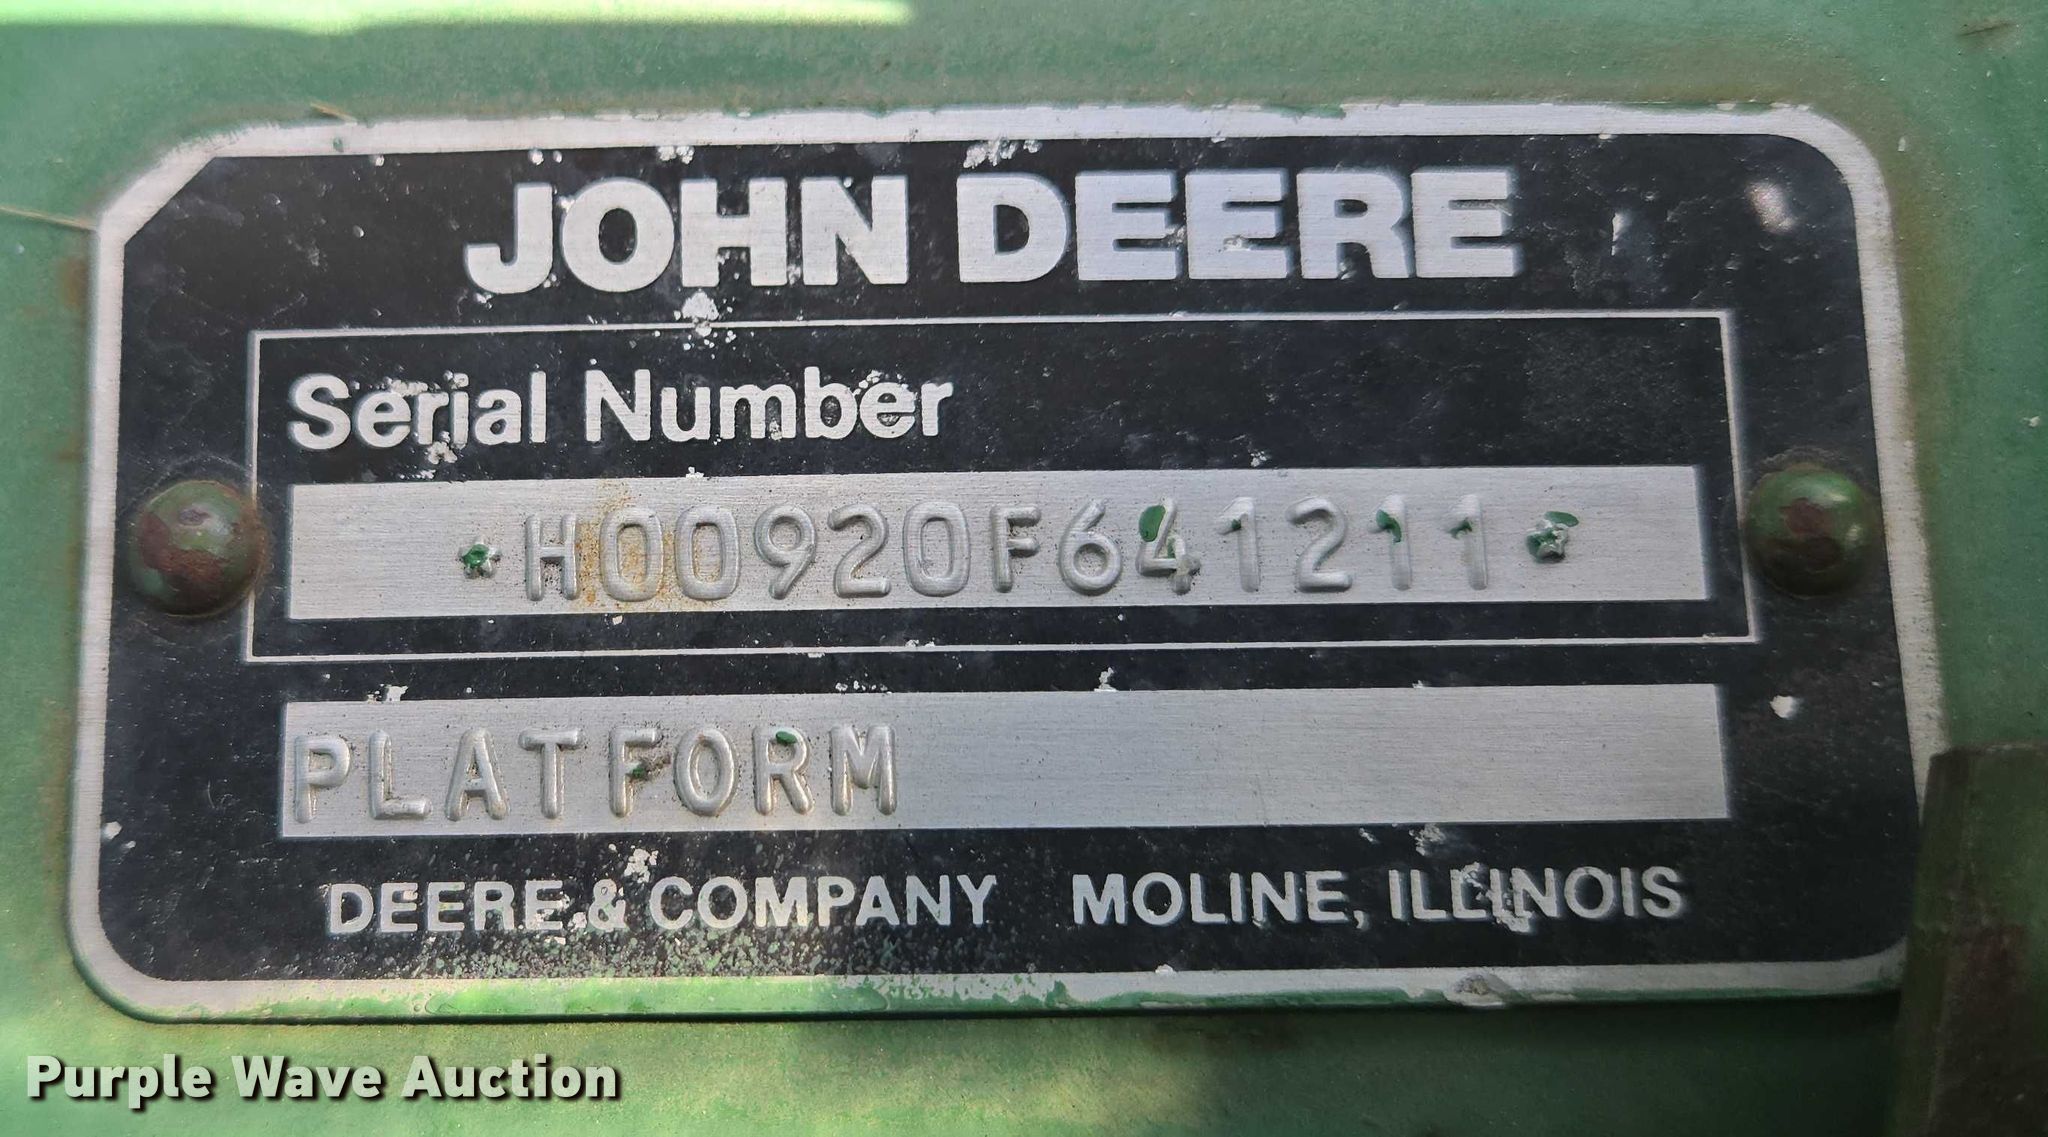 JOHN DEERE
Serial Number
*H00920F641211*
PLATFORM
DEERE & COMPANY MOLINE, ILLINOIS
Purple Wave Auction